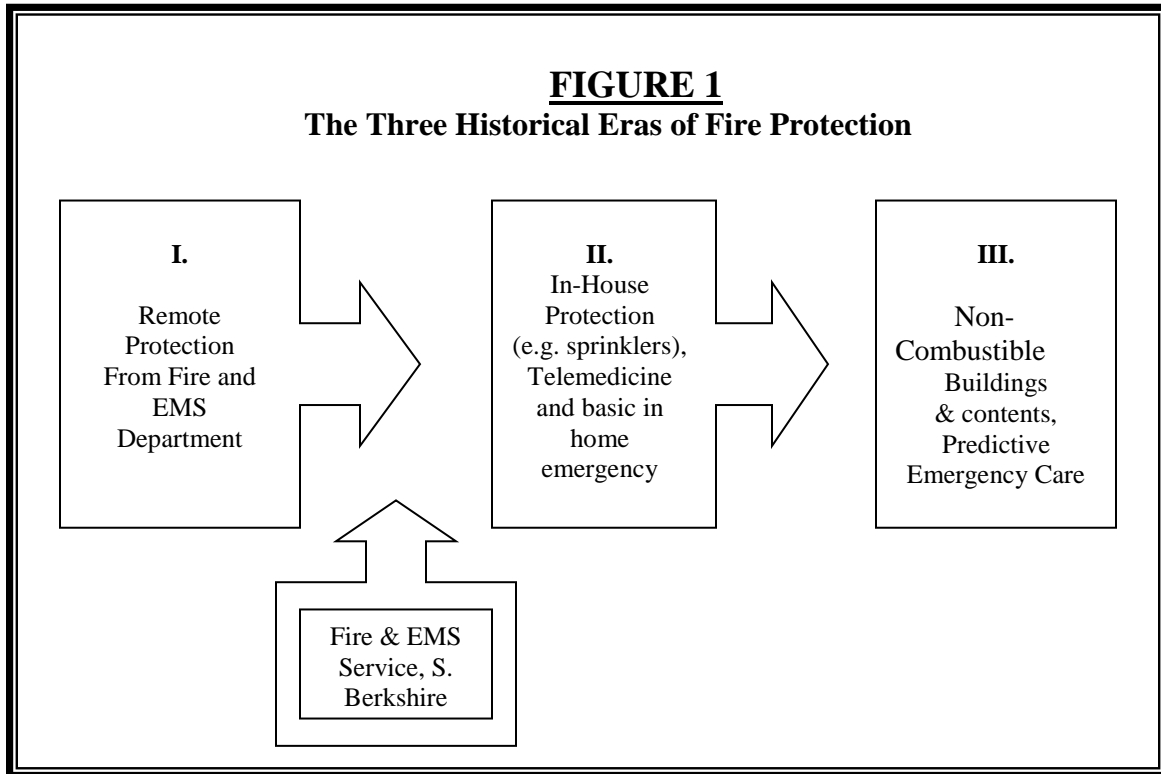 FIGURE 1
The Three Historical Eras of Fire Protection
I.
Remote
Protection
From Fire and
EMS
Department
II.
In-House
Protection
(e.g. sprinklers),
Telemedicine
and basic in
home
emergency
III.
Non-
Combustible
Buildings
& contents,
Predictive
Emergency Care
Fire & EMS
Service, S.
Berkshire